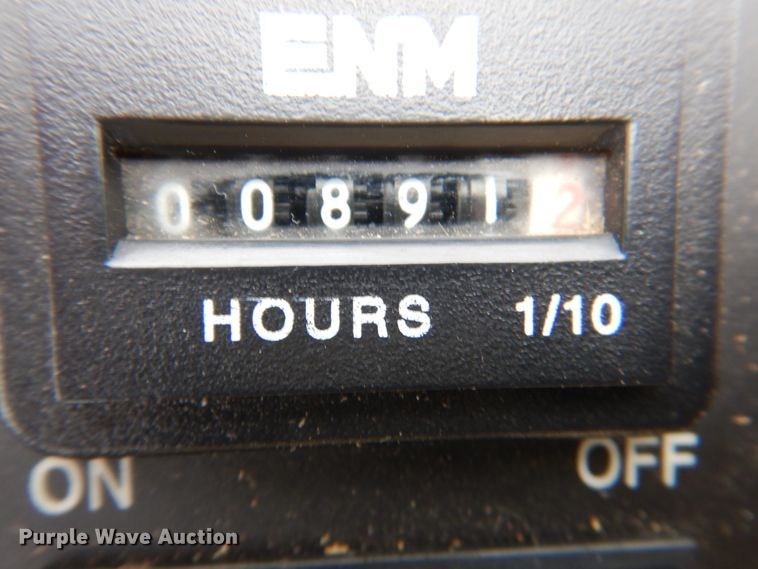 ENM
0 0 8 9 1 2
HOURS 1/10
ON OFF
Purple Wave Auction